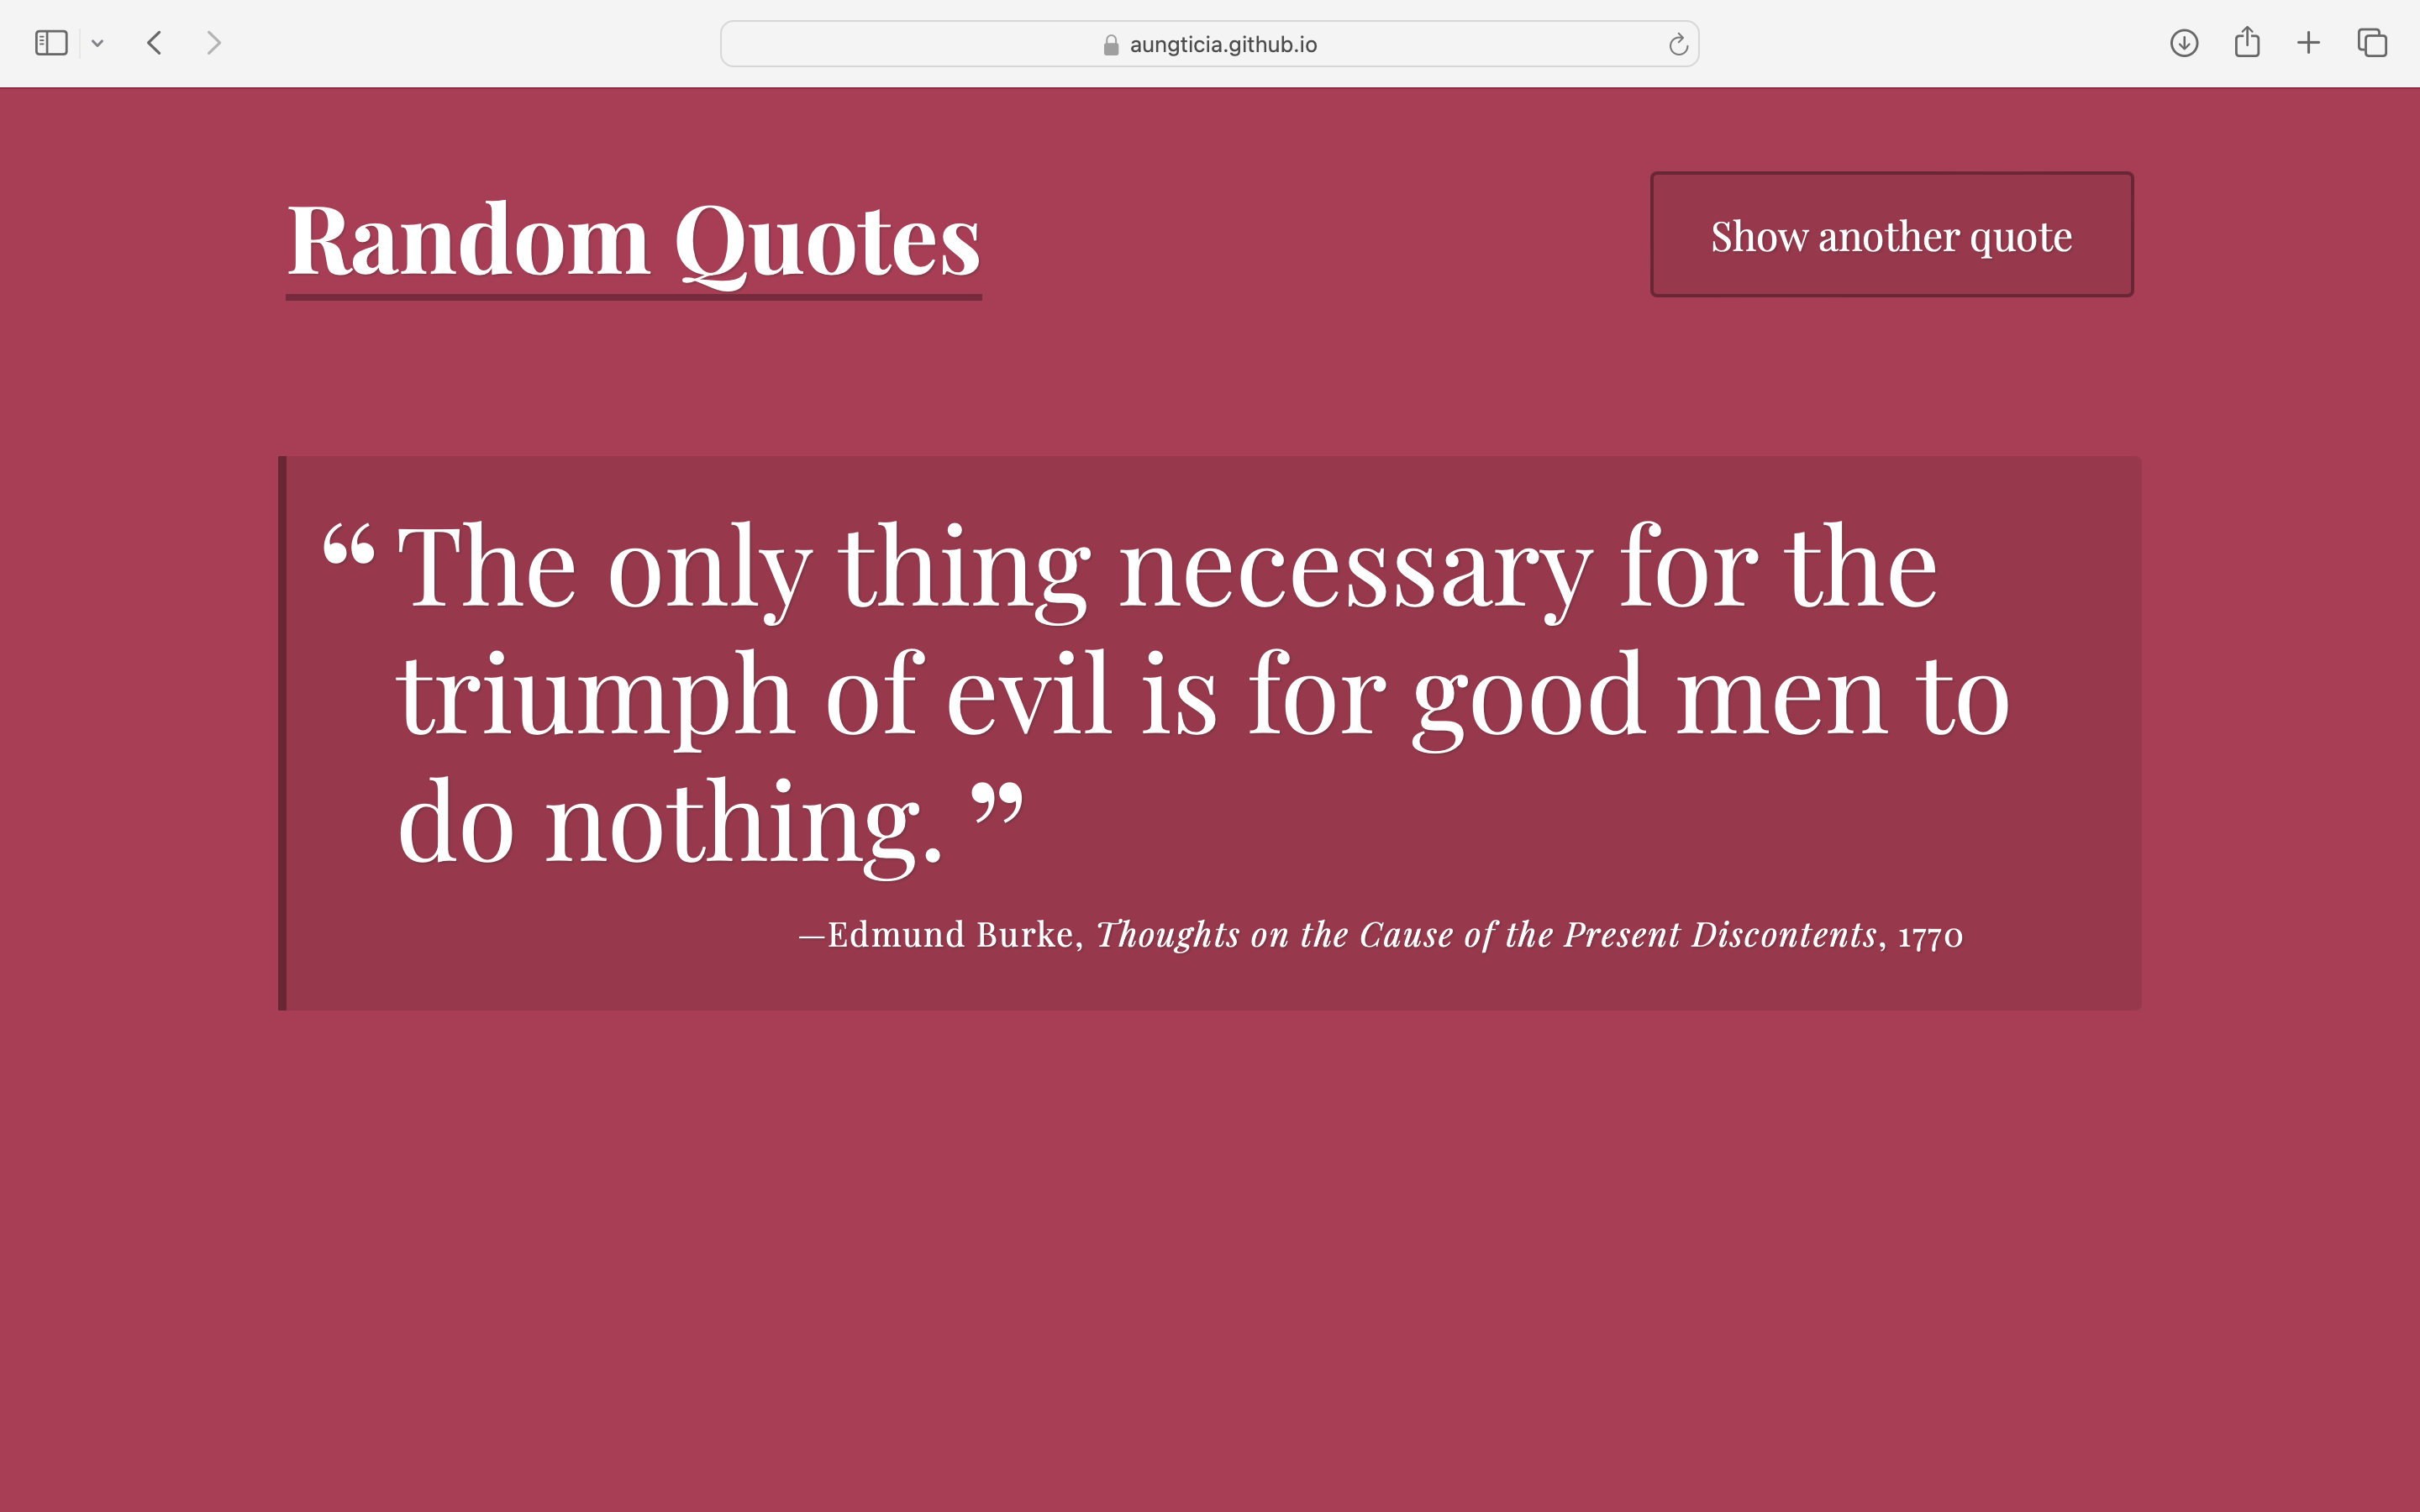 aungticia.github.io
Random Quotes
Show another quote
“ The only thing necessary for the
triumph of evil is for good men to
do nothing. ”
—Edmund Burke, Thoughts on the Cause of the Present Discontents, 1770